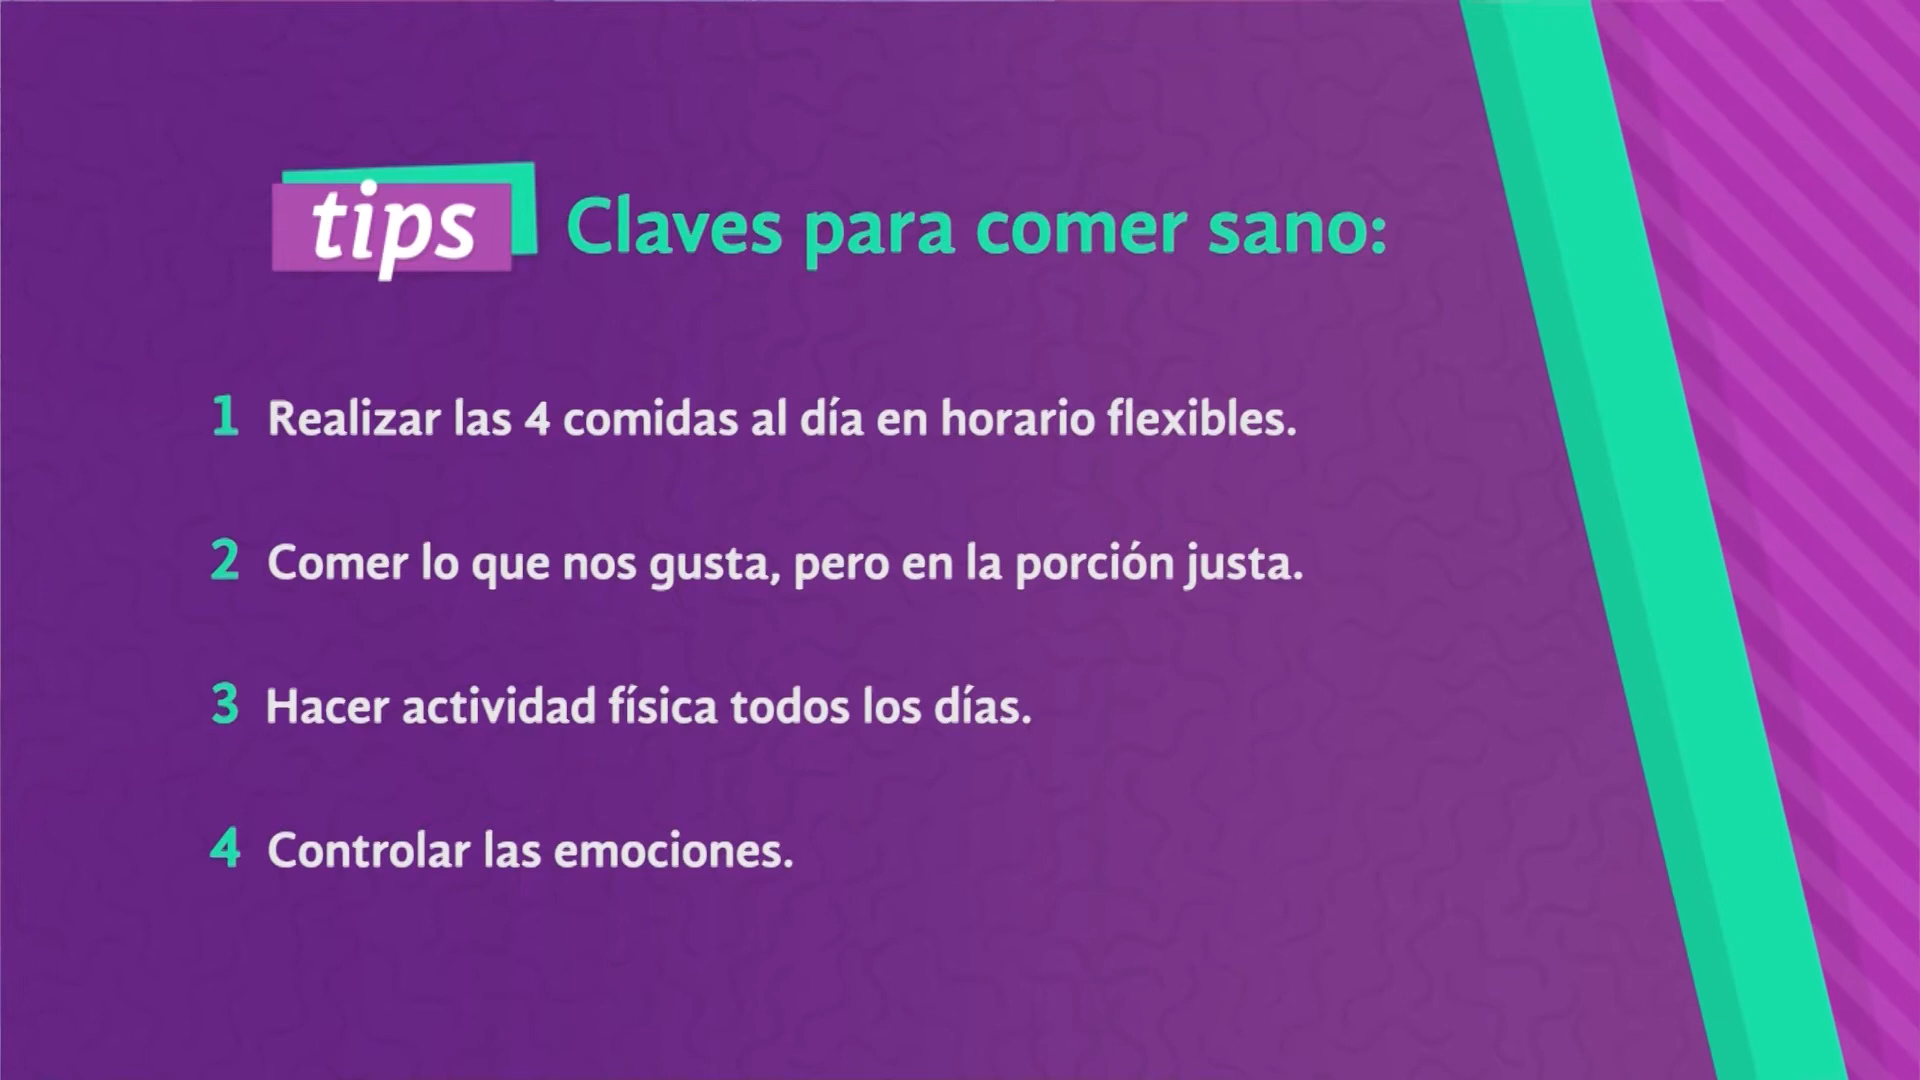 tips Claves para comer sano:
1 Realizar las 4 comidas al día en horario flexibles.
2 Comer lo que nos gusta, pero en la porción justa.
3 Hacer actividad física todos los días.
4 Controlar las emociones.